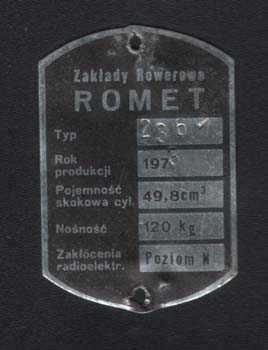 Zakłady Rowerowe
ROMET
Typ
Rok produkcji 197
Pojemność skokowa cyl. 49,8cm³
Nośność 120 kg
Zakłócenia radioelektr. Poziom N